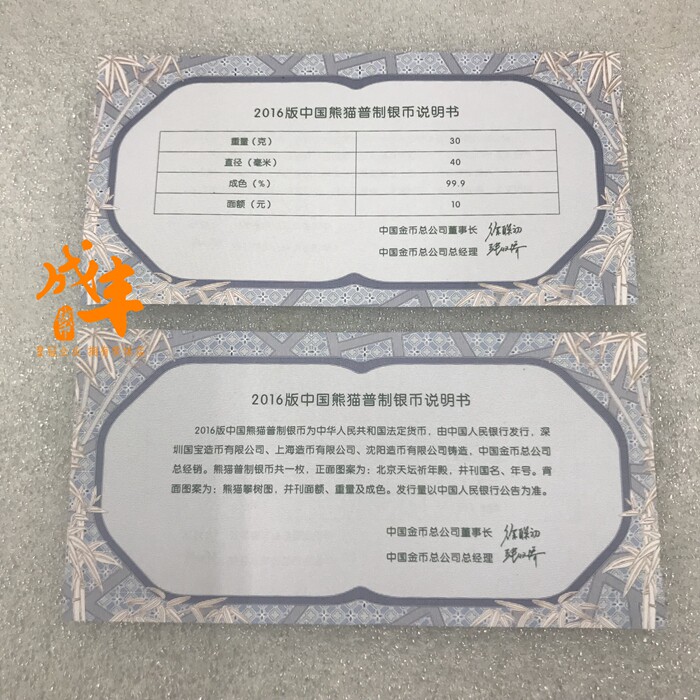 2016版中国熊猫普制银币说明书
重量（克） 30
直径（毫米） 40
成色（%） 99.9
面额（元） 10
中国金币总公司董事长
中国金币总公司总经理
成丰
2016版中国熊猫普制银币说明书
2016版中国熊猫普制银币为中华人民共和国法定货币，由中国人民银行发行，深
圳国宝造币有限公司、上海造币有限公司、沈阳造币有限公司铸造，中国金币总公司
总经销。熊猫普制银币共一枚，正面图案为：北京天坛祈年殿，并刊国名、年号。背
面图案为：熊猫攀树图，并刊面额、重量及成色。发行量以中国人民银行公告为准。
中国金币总公司董事长
中国金币总公司总经理